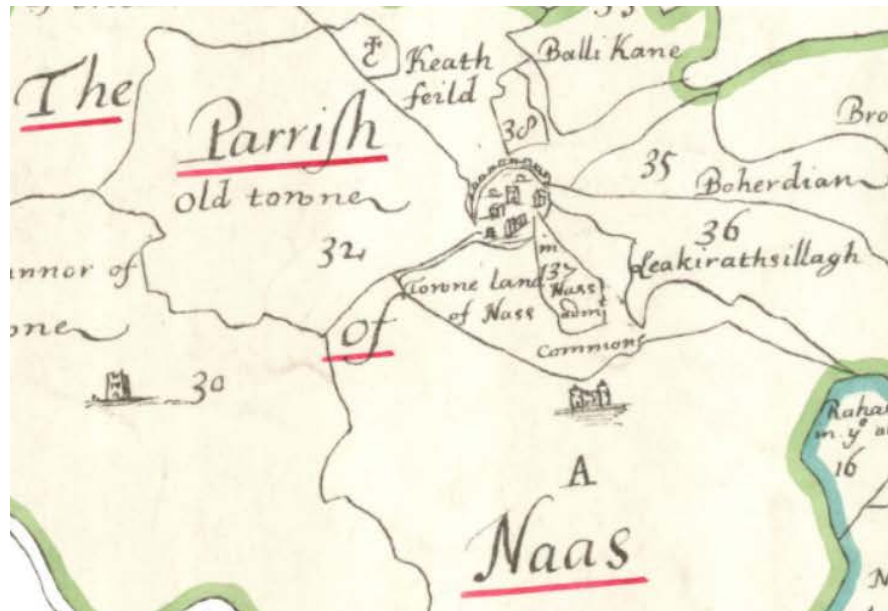 The
Parrish
Of
Naas
Keath
feild
Balli Kane
38
35
Boherdian
36
Leakirathsillagh
Old towne
32
Towne land
of Nass
37
Nass
Commons
30
A
16